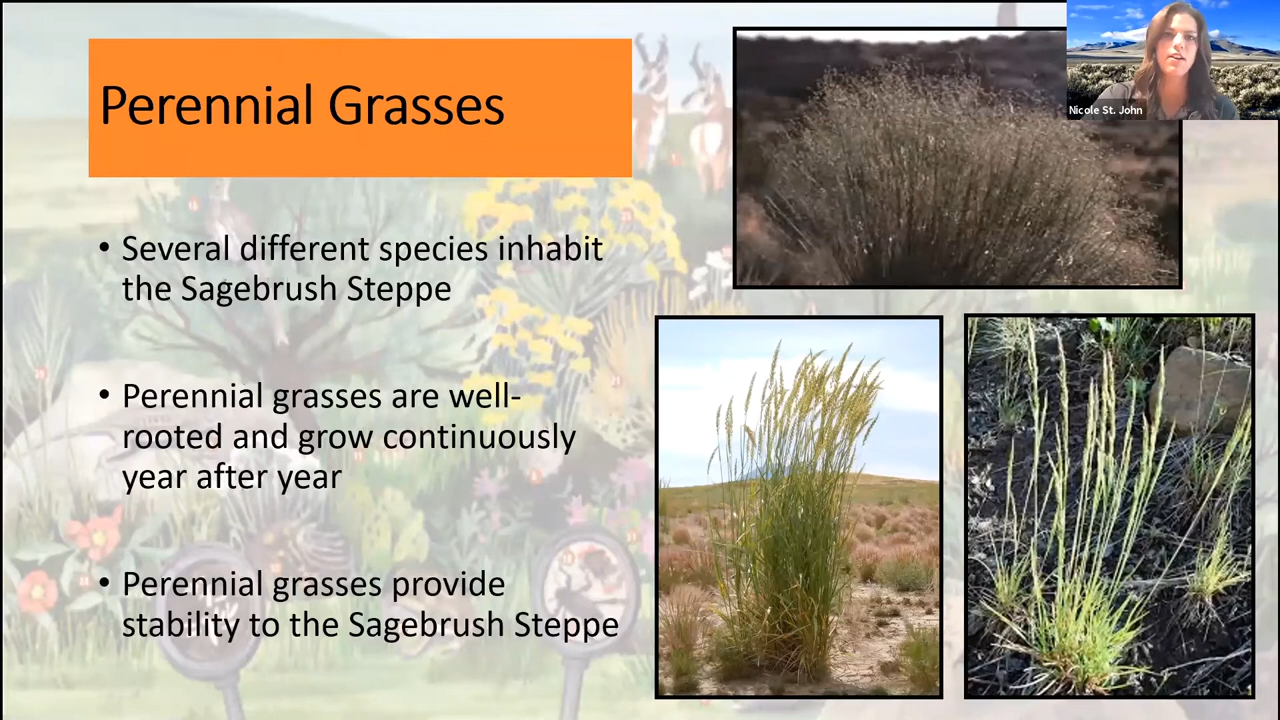 Perennial Grasses
Nicole St. John
• Several different species inhabit
the Sagebrush Steppe
• Perennial grasses are well-
rooted and grow continuously
year after year
• Perennial grasses provide
stability to the Sagebrush Steppe